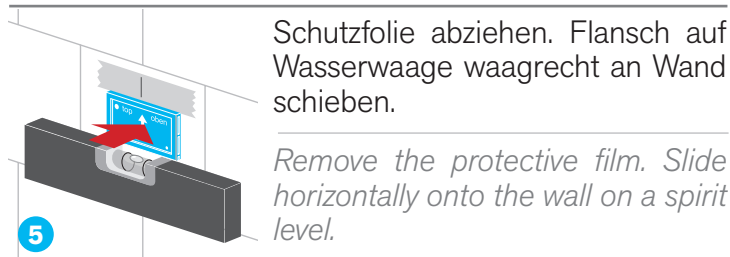 Schutzfolie abziehen. Flansch auf
Wasserwaage waagrecht an Wand
schieben.
Remove the protective film. Slide
horizontally onto the wall on a spirit
level.
top oben
5